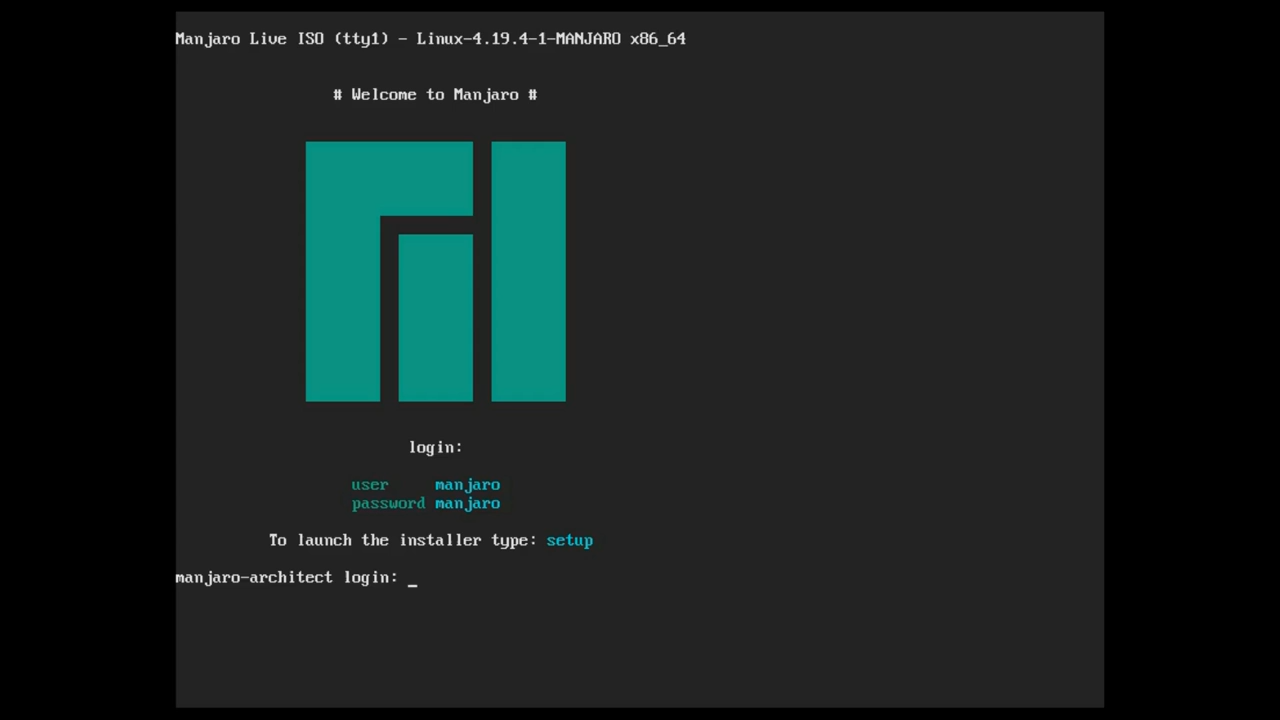 Manjaro Live ISO (tty1) - Linux-4.19.4-1-MANJARO x86_64
# Welcome to Manjaro #
login:
user manjaro
password manjaro
To launch the installer type: setup
manjaro-architect login: _